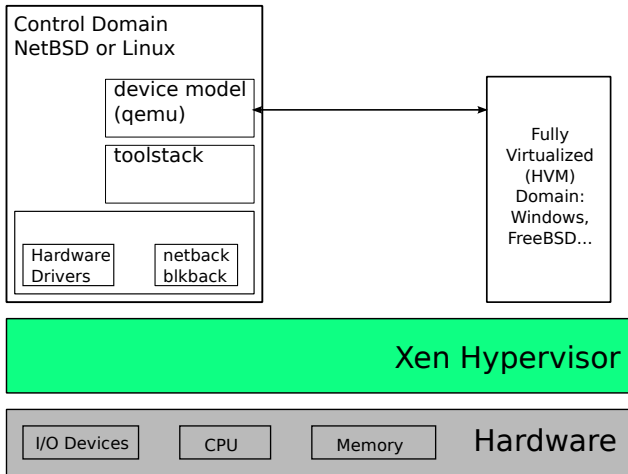 Control Domain
NetBSD or Linux
device model
(qemu)
toolstack
Hardware
Drivers
netback
blkback
Fully
Virtualized
(HVM)
Domain:
Windows,
FreeBSD...
Xen Hypervisor
I/O Devices
CPU
Memory
Hardware